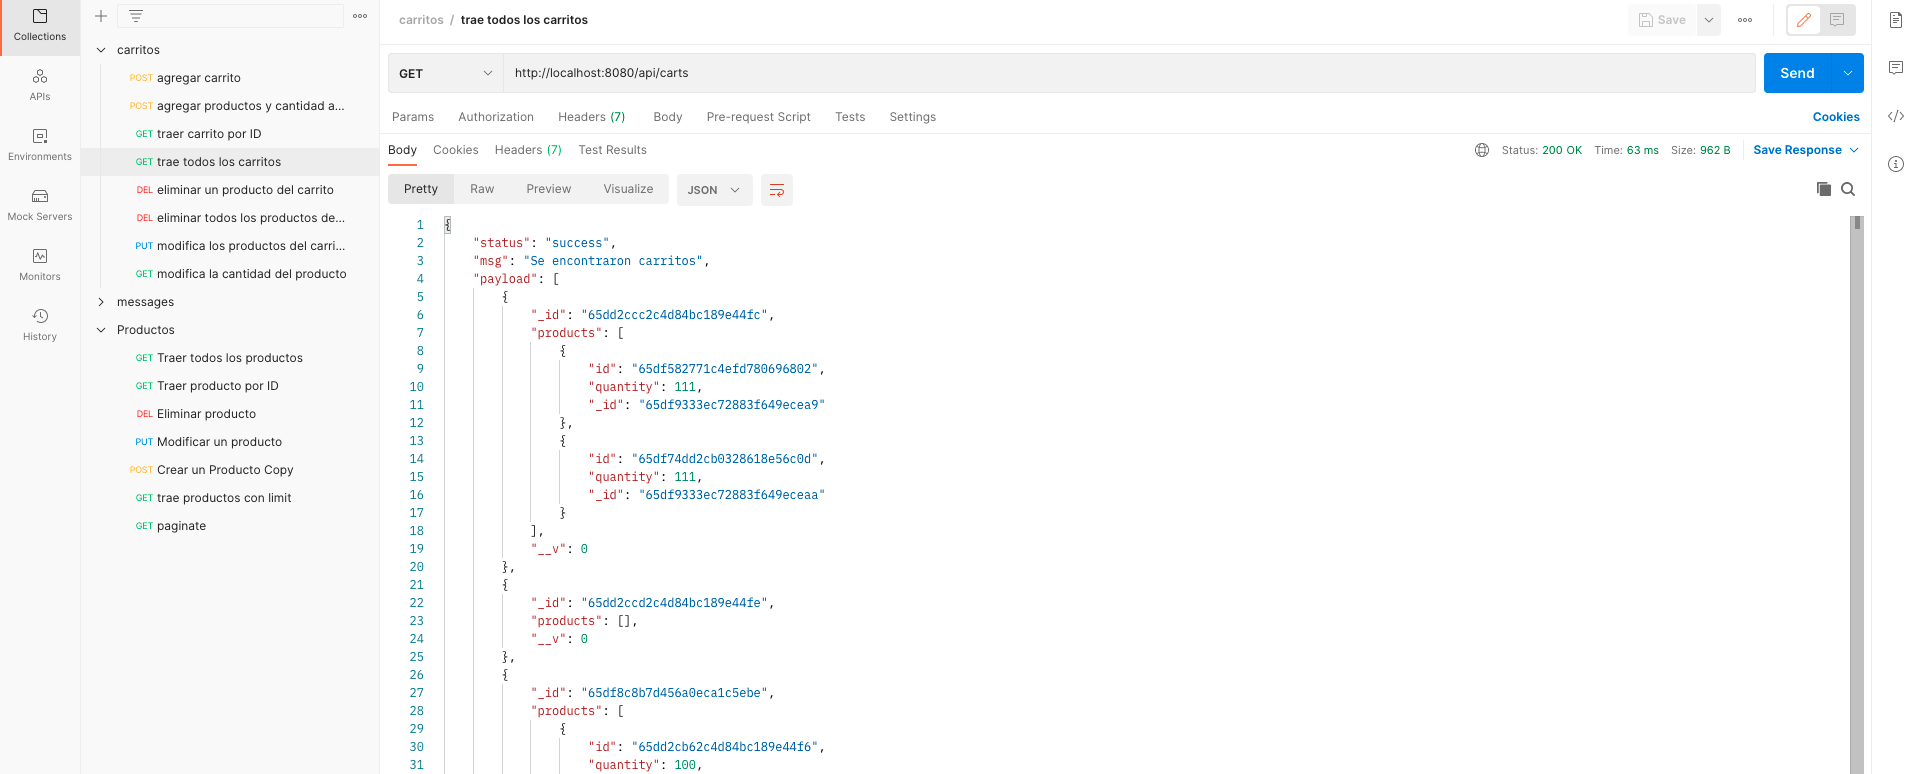 Collections
APIs
Environments
Mock Servers
Monitors
History
carritos
POST agregar carrito
POST agregar productos y cantidad a...
GET traer carrito por ID
GET trae todos los carritos
DEL eliminar un producto del carrito
DEL eliminar todos los productos de...
PUT modifica los productos del carri...
GET modifica la cantidad del producto
messages
Productos
GET Traer todos los productos
GET Traer producto por ID
DEL Eliminar producto
PUT Modificar un producto
POST Crear un Producto Copy
GET trae productos con limit
GET paginate
carritos / trae todos los carritos
Save
GET http://localhost:8080/api/carts
Send
Params Authorization Headers (7) Body Pre-request Script Tests Settings
Cookies
Body Cookies Headers (7) Test Results
Status: 200 OK Time: 63 ms Size: 962 B Save Response
Pretty Raw Preview Visualize JSON
1 {
2 "status": "success",
3 "msg": "Se encontraron carritos",
4 "payload": [
5 {
6 "_id": "65dd2ccc2c4d84bc189e44fc",
7 "products": [
8 {
9 "id": "65df582771c4efd780696802",
10 "quantity": 111,
11 "_id": "65df9333ec72883f649ecea9"
12 },
13 {
14 "id": "65df74dd2cb0328618e56c0d",
15 "quantity": 111,
16 "_id": "65df9333ec72883f649eceaa"
17 }
18 ],
19 "__v": 0
20 },
21 {
22 "_id": "65dd2ccd2c4d84bc189e44fe",
23 "products": [],
24 "__v": 0
25 },
26 {
27 "_id": "65df8c8b7d456a0eca1c5ebe",
28 "products": [
29 {
30 "id": "65dd2cb62c4d84bc189e44f6",
31 "quantity": 100,